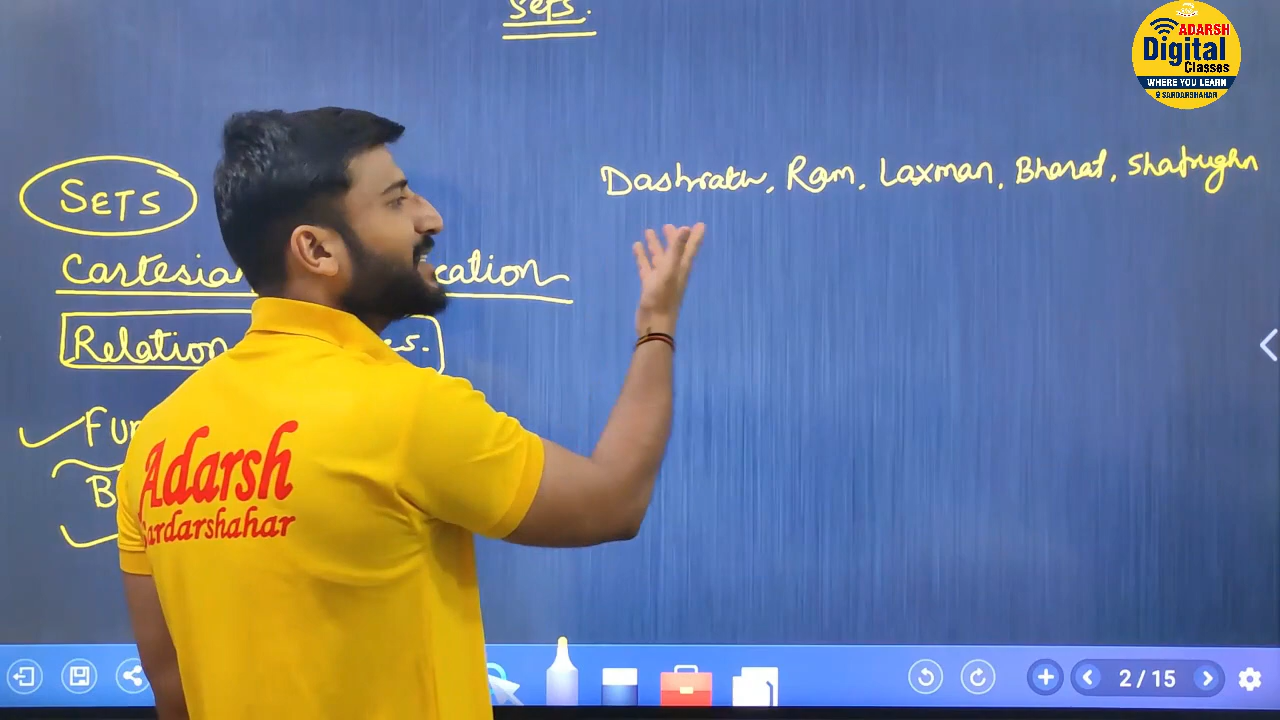 Sets.
ADARSH
Digital
Classes
WHERE YOU LEARN
SARDARSHAHAR
SETS
Dashrath, Ram, Laxman, Bharat, Shatrughn
Cartesian
Relation
Adarsh
Sardarshahar
2/15